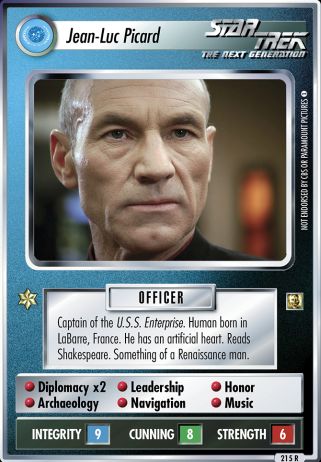 Jean-Luc Picard
STAR TREK
THE NEXT GENERATION
NOT ENDORSED BY CBS OR PARAMOUNT PICTURES
OFFICER
Captain of the U.S.S. Enterprise. Human born in
LaBarre, France. He has an artificial heart. Reads
Shakespeare. Something of a Renaissance man.
Diplomacy x2 Leadership Honor
Archaeology Navigation Music
INTEGRITY 9 CUNNING 8 STRENGTH 6
215 R